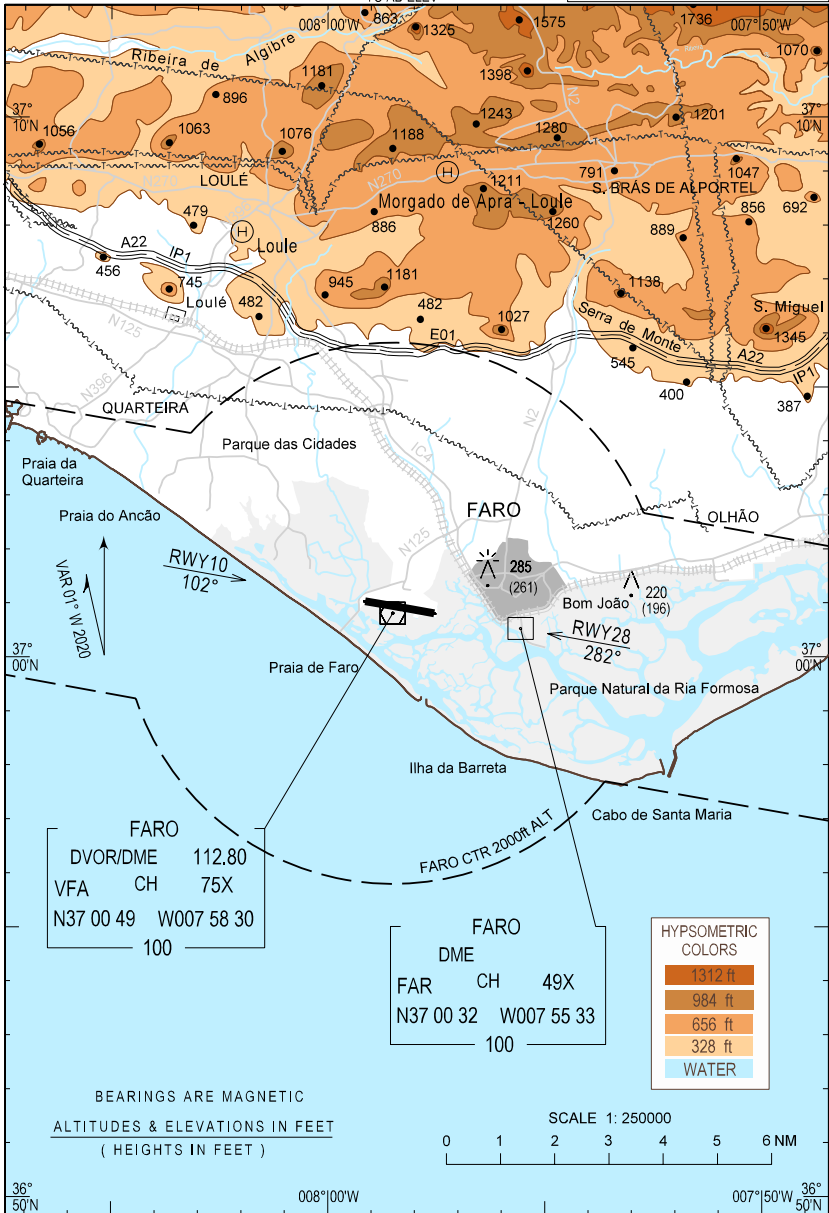 008°00'W
007°50'W
863
1325
1575
1736
1070
Ribeira de Algibre
1181
1398
N2
896
37°
10'N
37°
10'N
1243
1201
1056
1063
1076
1188
1280
1047
N270
LOULÉ
N270
1211
791
S. BRÁS DE ALPORTEL
692
Morgado de Apra - Loule
H
H
479
Loule
886
1260
889
856
A22
IP1
456
745
Loulé
482
945
1181
482
1138
S. Miguel
1027
1345
E01
Serra de Monte
A22
IP1
N125
545
400
387
N396
QUARTEIRA
N2
Parque das Cidades
ICA
Praia da
Quarteira
FARO
OLHÃO
Praia do Ancão
N125
RWY10
102°
285
(261)
VAR 01° W 2020
Bom João
220
(196)
RWY28
282°
37°
00'N
37°
00'N
Praia de Faro
Parque Natural da Ria Formosa
Ilha da Barreta
Cabo de Santa Maria
FARO CTR 2000ft ALT
FARO
DVOR/DME 112.80
VFA CH 75X
N37 00 49 W007 58 30
100
FARO
DME
FAR CH 49X
N37 00 32 W007 55 33
100
HYPSOMETRIC
COLORS
1312 ft
984 ft
656 ft
328 ft
WATER
BEARINGS ARE MAGNETIC
ALTITUDES & ELEVATIONS IN FEET
( HEIGHTS IN FEET )
SCALE 1: 250000
0 1 2 3 4 5 6 NM
36°
50'N
008°00'W
007°50'W
36°
50'N